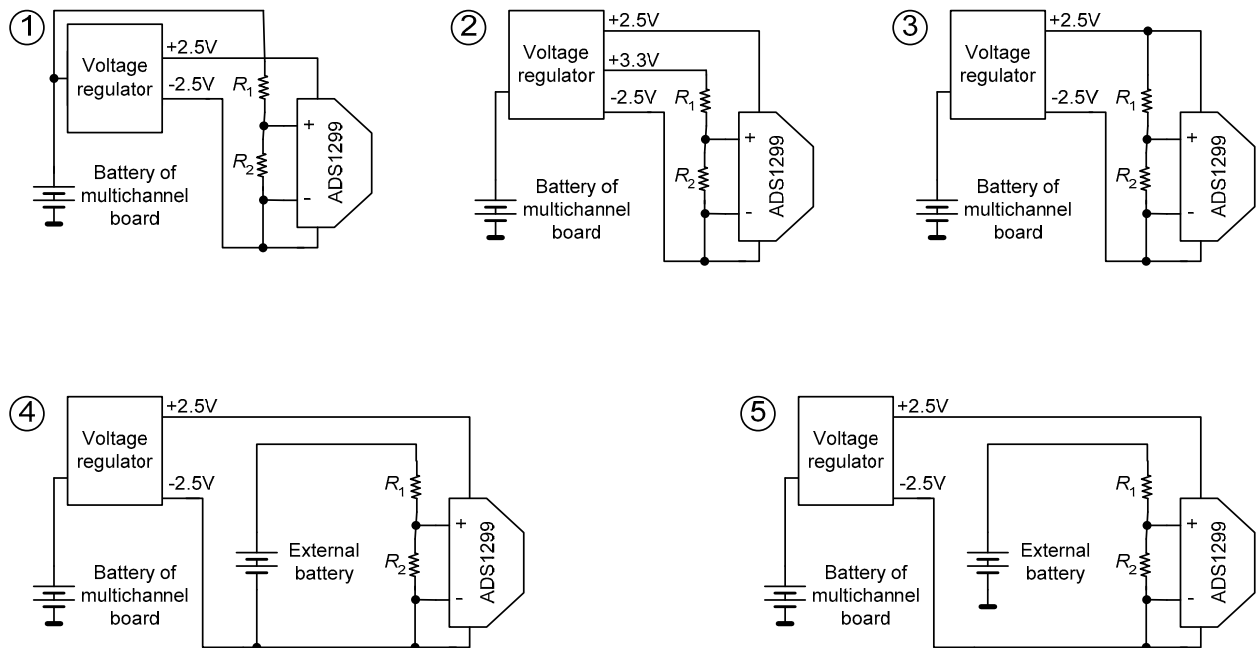 1
Voltage
regulator
+2.5V
-2.5V
R1
R2
+
-
ADS1299
Battery of
multichannel
board
2
Voltage
regulator
+2.5V
+3.3V
-2.5V
R1
R2
+
-
ADS1299
Battery of
multichannel
board
3
Voltage
regulator
+2.5V
-2.5V
R1
R2
+
-
ADS1299
Battery of
multichannel
board
4
Voltage
regulator
+2.5V
-2.5V
R1
R2
+
-
ADS1299
External
battery
Battery of
multichannel
board
5
Voltage
regulator
+2.5V
-2.5V
R1
R2
+
-
ADS1299
External
battery
Battery of
multichannel
board